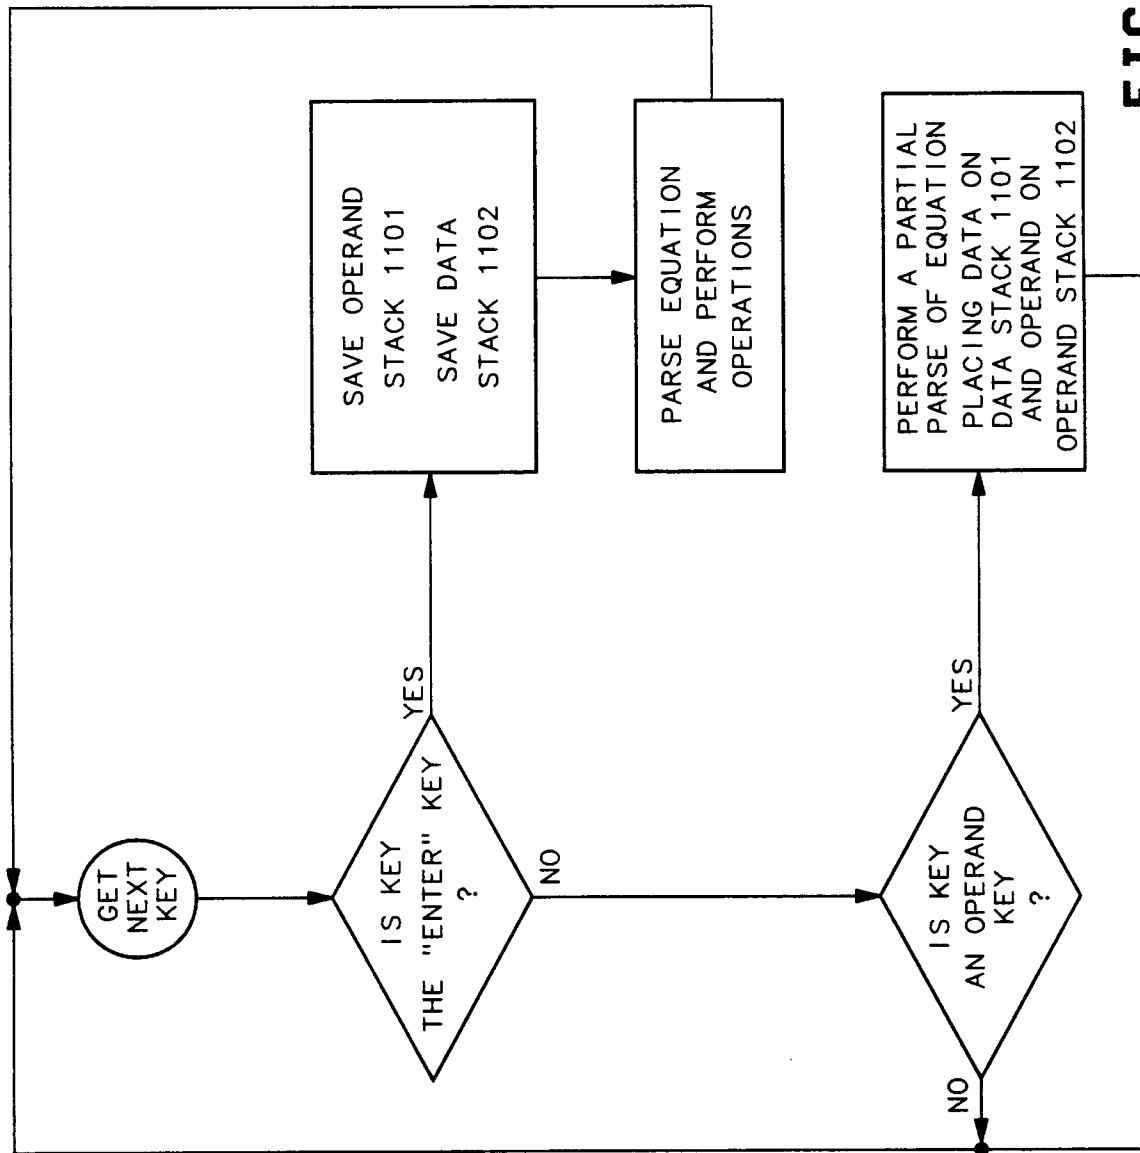 GET
NEXT
KEY
IS KEY
THE "ENTER" KEY
?
YES
NO
SAVE OPERAND
STACK 1101
SAVE DATA
STACK 1102
PARSE EQUATION
AND PERFORM
OPERATIONS
IS KEY
AN OPERAND
KEY
?
YES
NO
PERFORM A PARTIAL
PARSE OF EQUATION
PLACING DATA ON
DATA STACK 1101
AND OPERAND ON
OPERAND STACK 1102